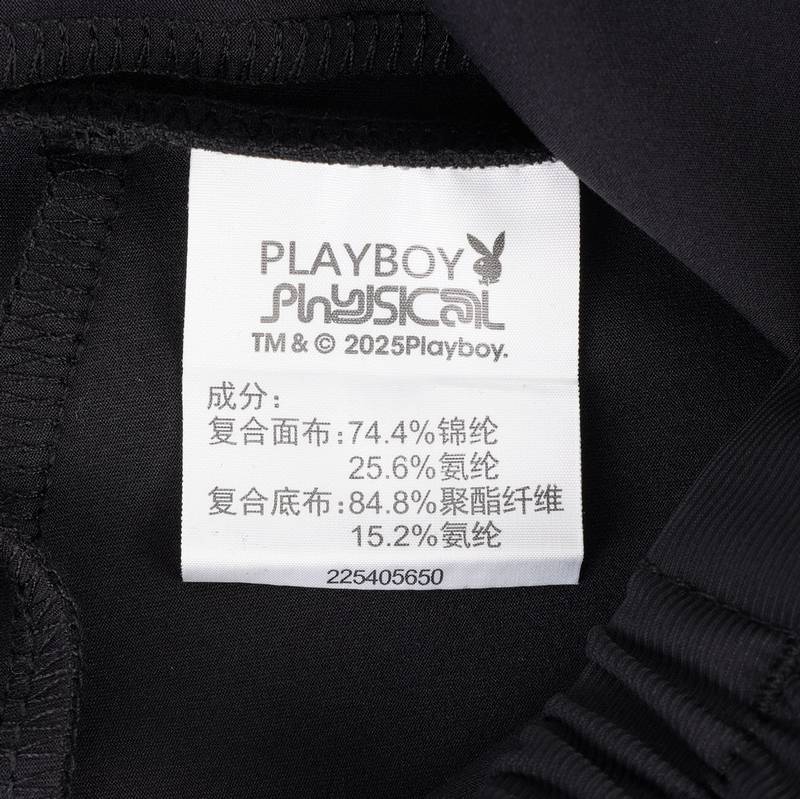 PLAYBOY
Physical
TM & © 2025Playboy.
成分:
复合面布:74.4%锦纶
25.6%氨纶
复合底布:84.8%聚酯纤维
15.2%氨纶
225405650